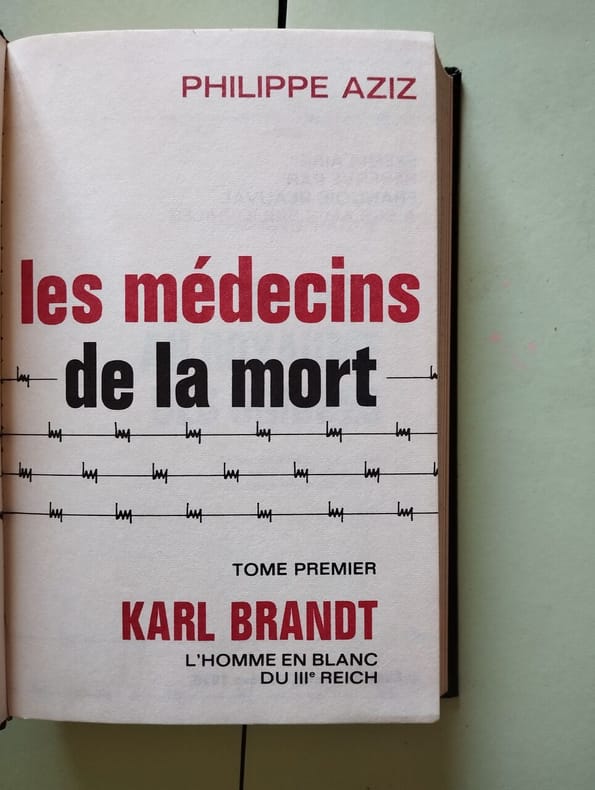 PHILIPPE AZIZ
les médecins
de la mort
TOME PREMIER
KARL BRANDT
L'HOMME EN BLANC
DU IIIe REICH